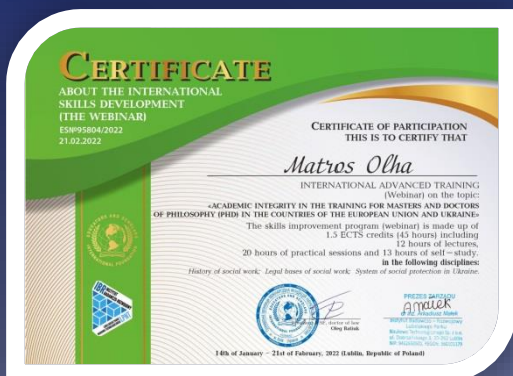 CERTIFICATE
ABOUT THE INTERNATIONAL
SKILLS DEVELOPMENT
(THE WEBINAR)
ESN№95804/2022
21.02.2022
CERTIFICATE OF PARTICIPATION
THIS IS TO CERTIFY THAT
Matros Olha
INTERNATIONAL ADVANCED TRAINING
(Webinar) on the topic:
«ACADEMIC INTEGRITY IN THE TRAINING FOR MASTERS AND DOCTORS
OF PHILOSOPHY (PHD) IN THE COUNTRIES OF THE EUROPEAN UNION AND UKRAINE»
The skills improvement program (webinar) is made up of
1.5 ECTS credits (45 hours) including
12 hours of lectures,
20 hours of practical sessions and 13 hours of self-study.
in the following disciplines:
History of social work; Legal bases of social work; System of social protection in Ukraine.
PREZES ZARZĄDU
doctor of law
14th of January - 21st of February, 2022 (Lublin, Republic of Poland)